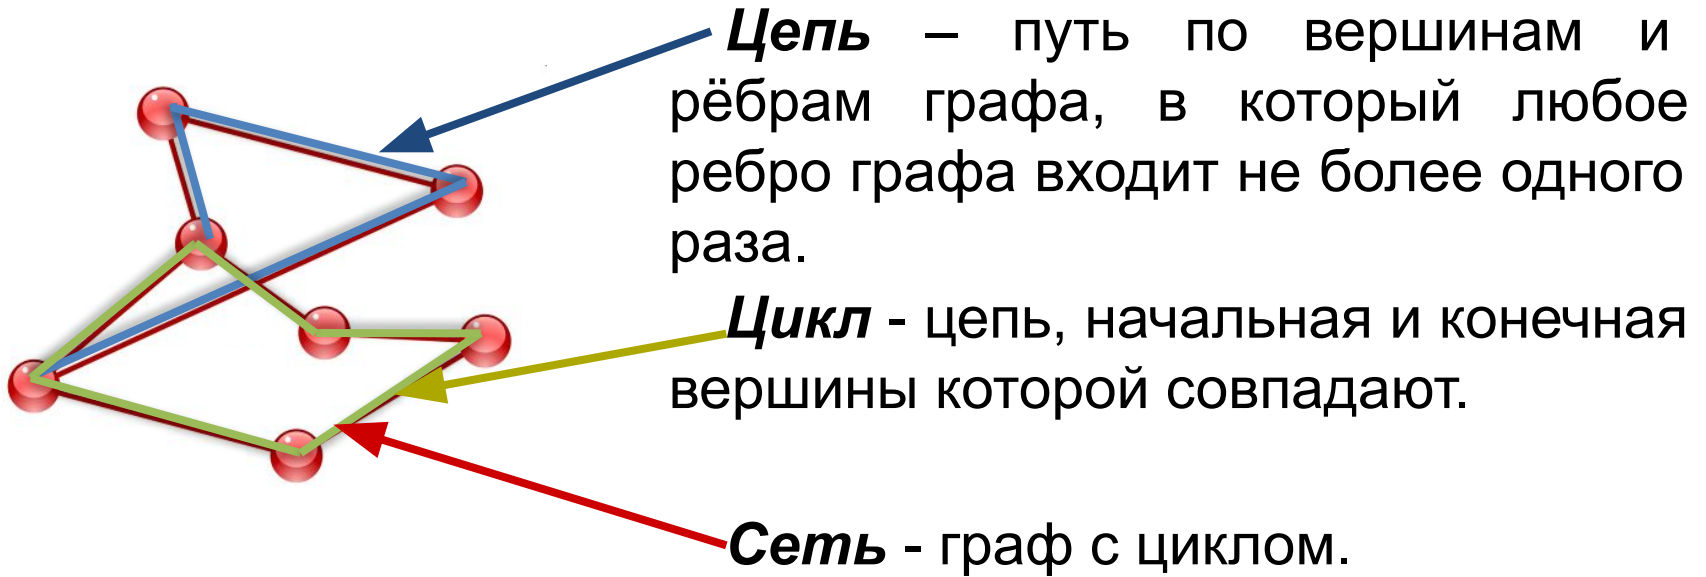 Цепь – путь по вершинам и
рёбрам графа, в который любое
ребро графа входит не более одного
раза.
Цикл - цепь, начальная и конечная
вершины которой совпадают.
Сеть - граф с циклом.